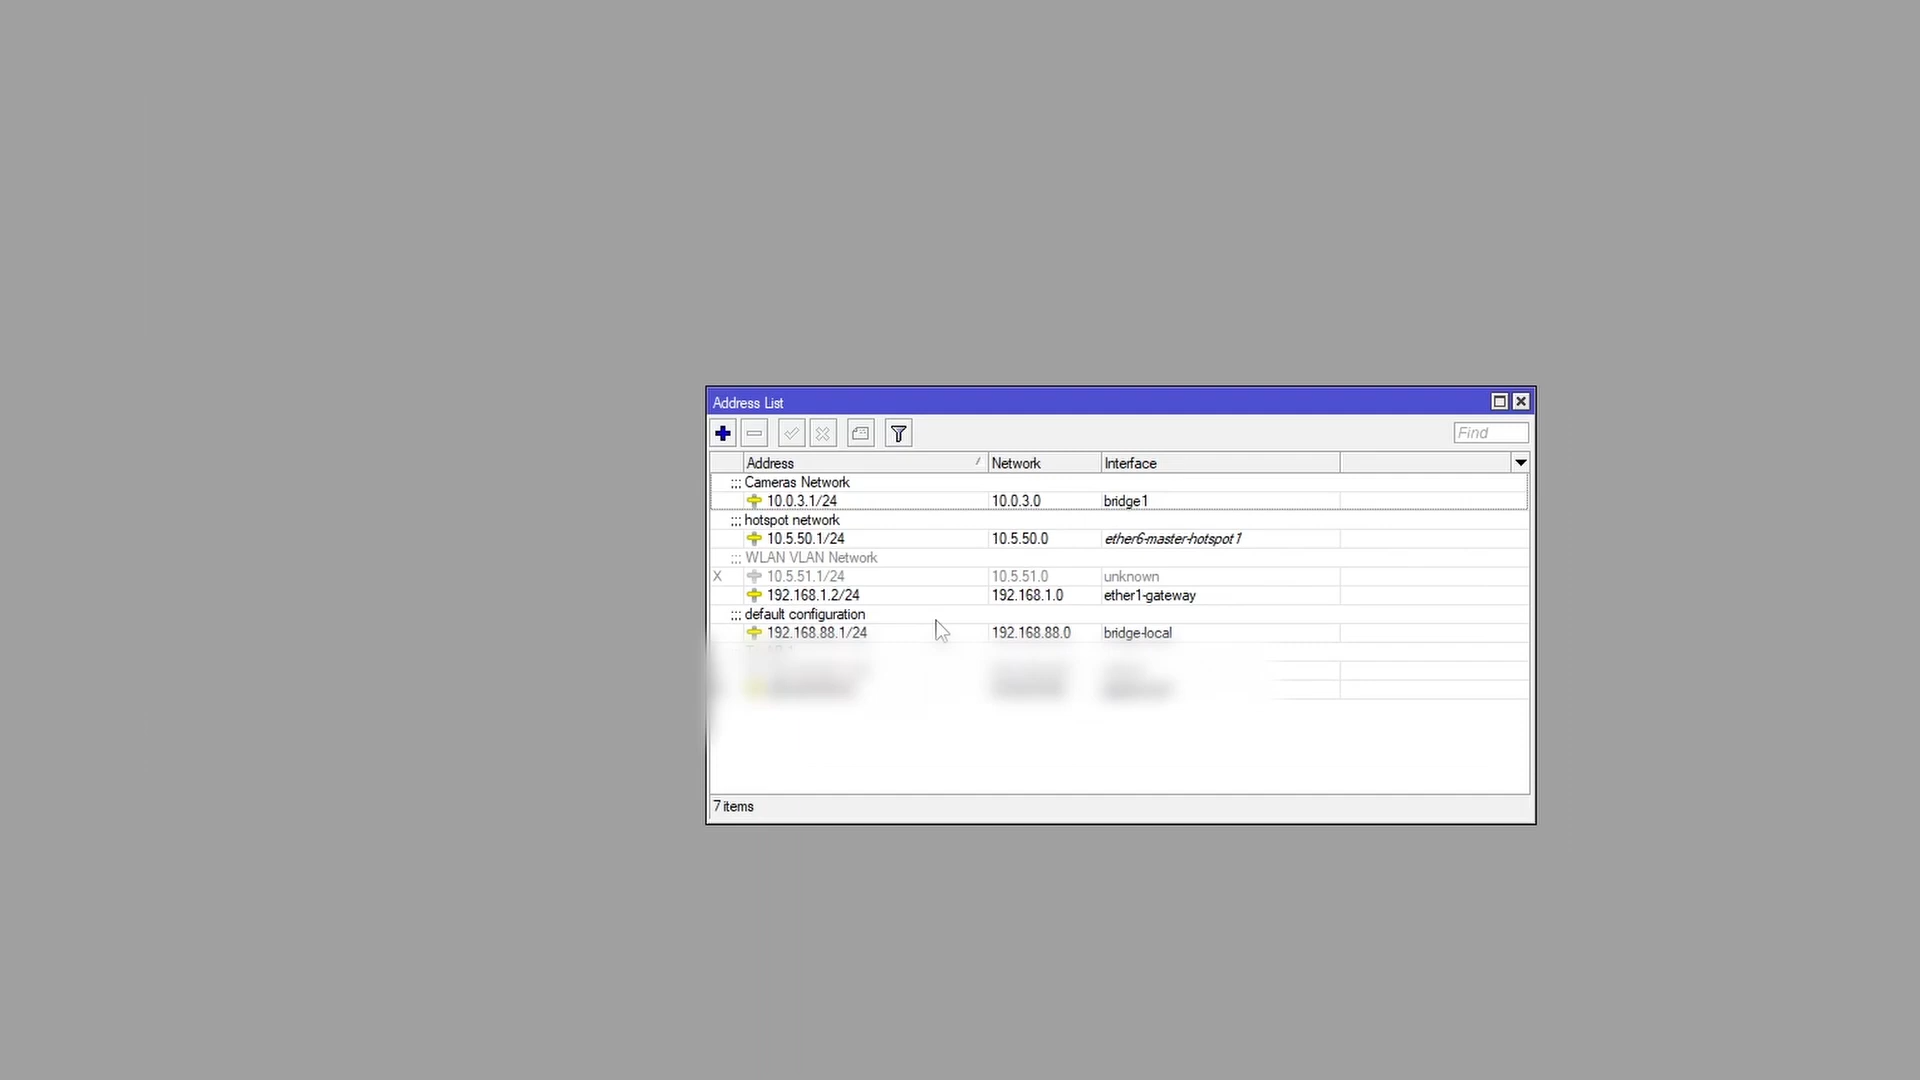 Address List
Find
Address Network Interface
::: Cameras Network
10.0.3.1/24 10.0.3.0 bridge1
::: hotspot network
10.5.50.1/24 10.5.50.0 ether6-master-hotspot1
::: WLAN VLAN Network
X 10.5.51.1/24 10.5.51.0 unknown
192.168.1.2/24 192.168.1.0 ether1-gateway
::: default configuration
192.168.88.1/24 192.168.88.0 bridge-local
7 items